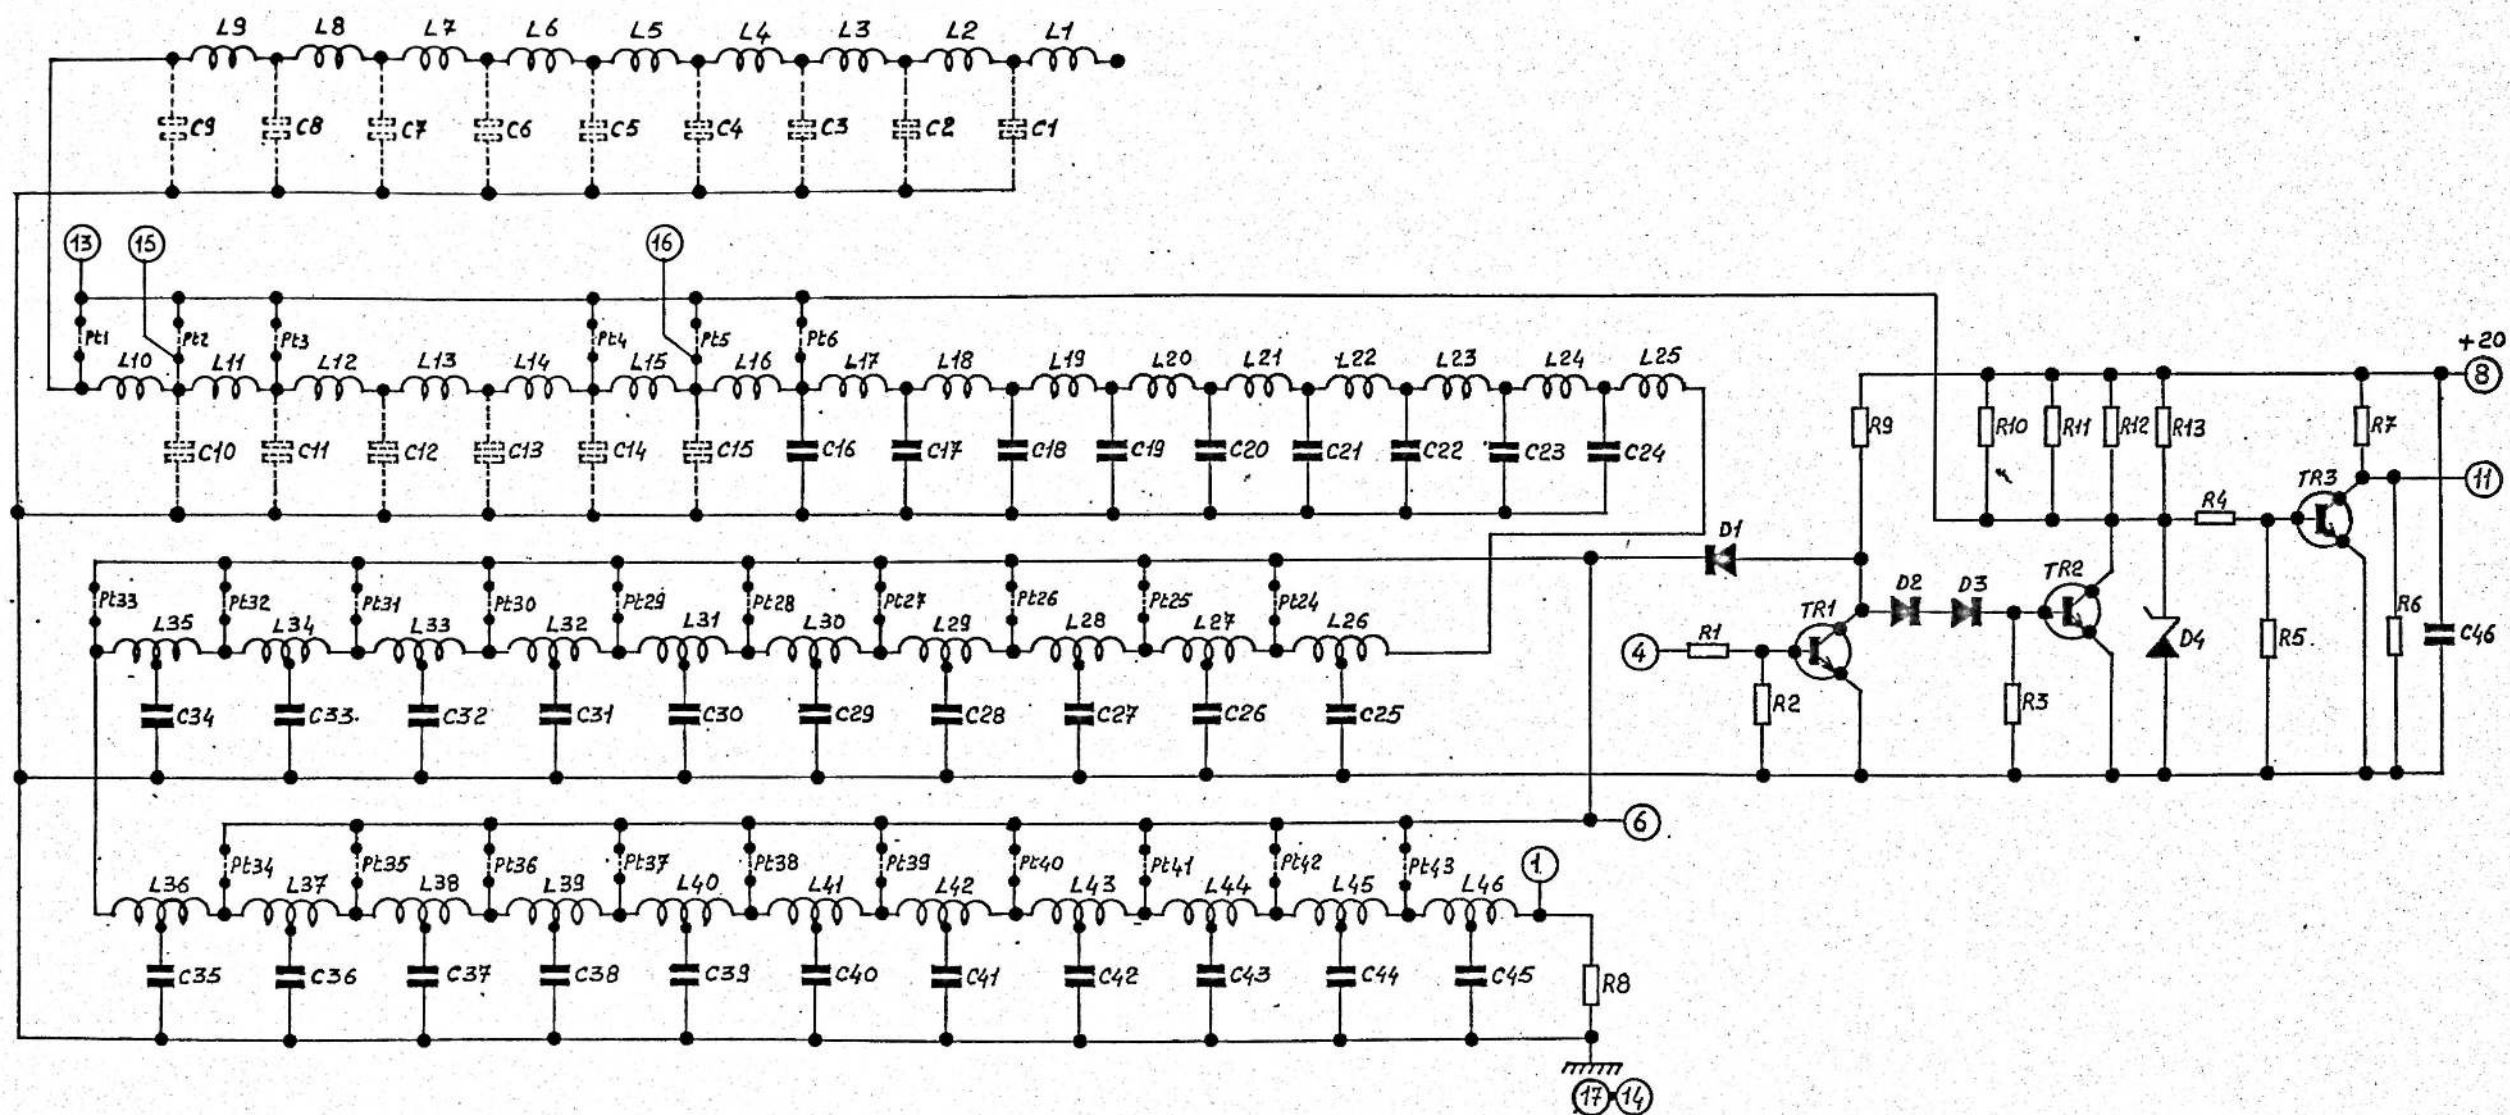 L9 L8 L7 L6 L5 L4 L3 L2 L1
C9 C8 C7 C6 C5 C4 C3 C2 C1
13 15 16
Pt1 Pt2 Pt3 Pt4 Pt5 Pt6
+20
L10 L11 L12 L13 L14 L15 L16 L17 L18 L19 L20 L21 L22 L23 L24 L25
8
R9 R10 R11 R12 R13 R7
C10 C11 C12 C13 C14 C15 C16 C17 C18 C19 C20 C21 C22 C23 C24
TR3 11
R4
D1
Pt33 Pt32 Pt31 Pt30 Pt29 Pt28 Pt27 Pt26 Pt25 Pt24
D2 D3 TR2 R6
L35 L34 L33 L32 L31 L30 L29 L28 L27 L26
TR1 R1 4 D4 R5. C46
R2 R3
C34 C33. C32 C31 C30 C29 C28 C27 C26 C25
6
Pt34 Pt35 Pt36 Pt37 Pt38 Pt39 Pt40 Pt41 Pt42 Pt43 1
L36 L37 L38 L39 L40 L41 L42 L43 L44 L45 L46
C35 C36 C37 C38 C39 C40 C41 C42 C43 C44 C45 R8
17 14